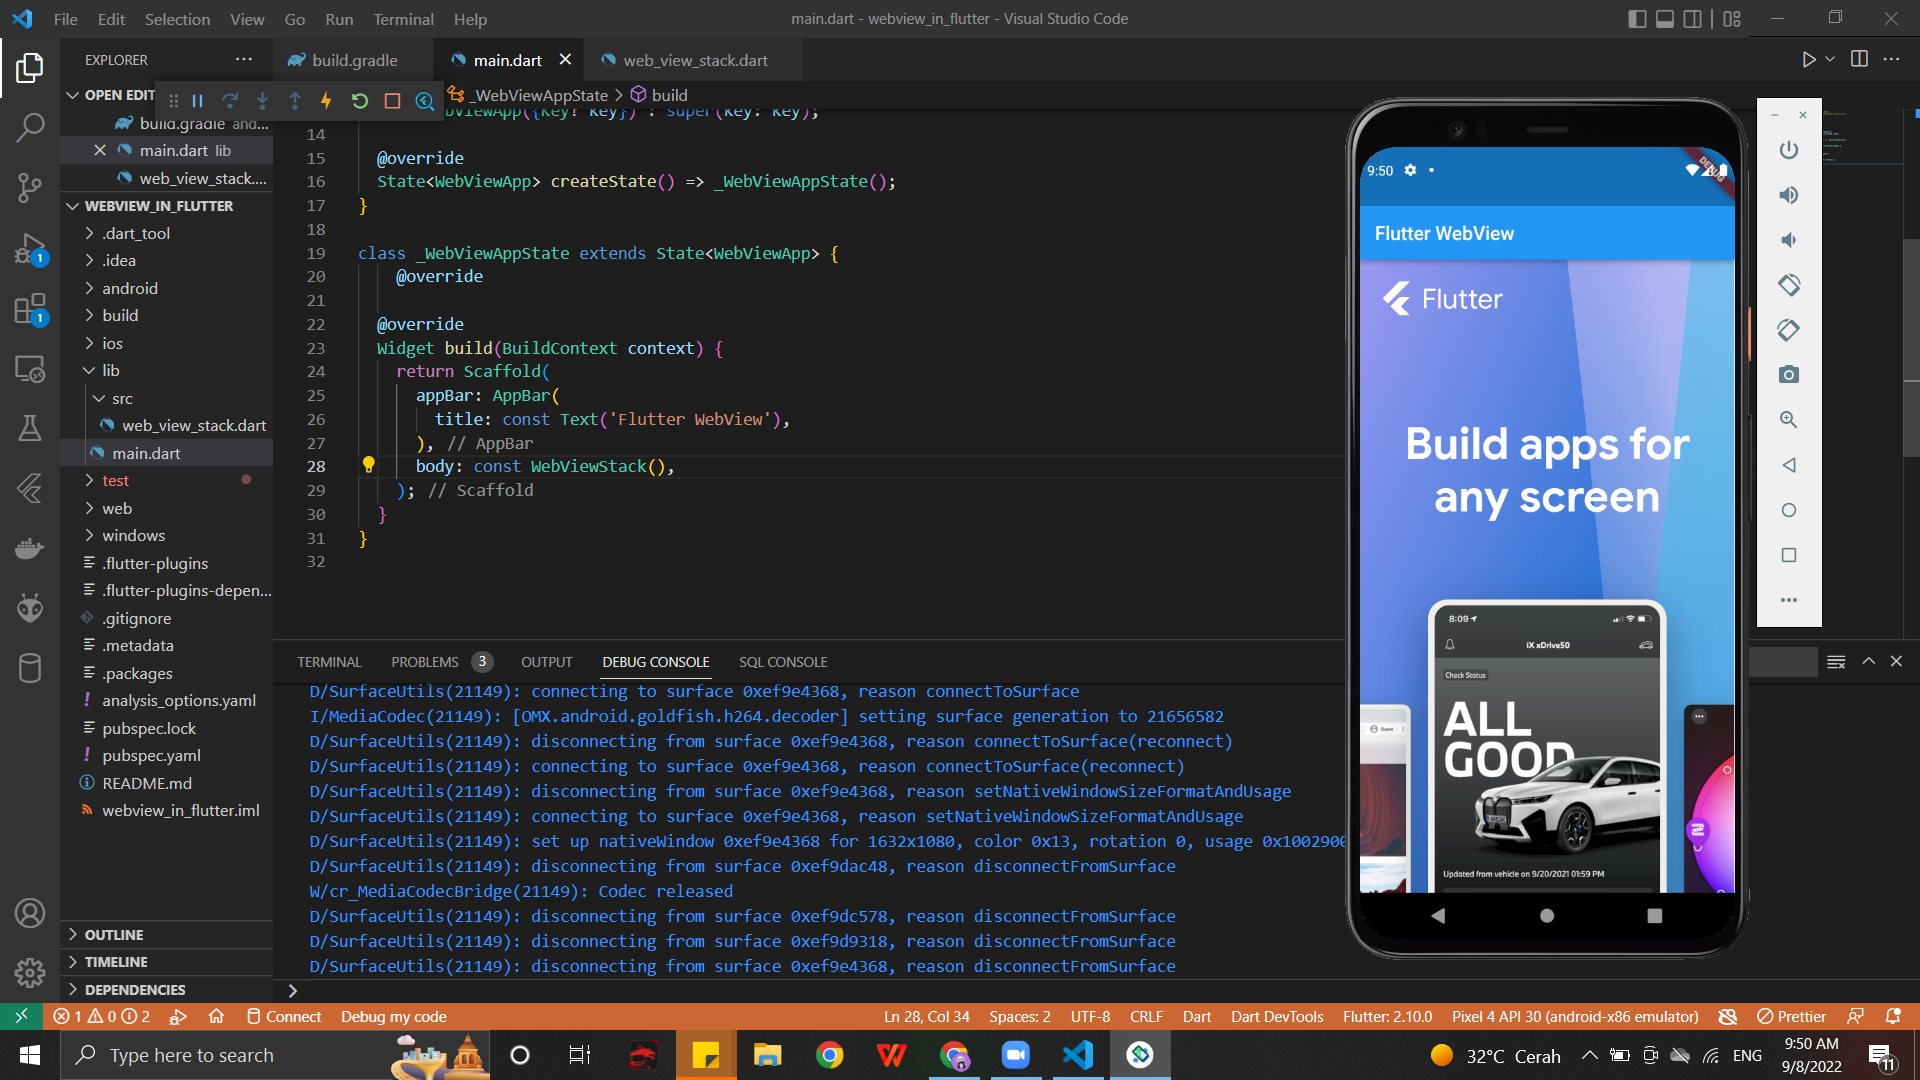 File Edit Selection View Go Run Terminal Help
main.dart - webview_in_flutter - Visual Studio Code
EXPLORER
build.gradle
main.dart
web_view_stack.dart
OPEN EDIT
_WebViewAppState > build
build.gradle and...
main.dart lib
web_view_stack....
WEBVIEW_IN_FLUTTER
.dart_tool
.idea
android
build
ios
lib
src
web_view_stack.dart
main.dart
test
web
windows
.flutter-plugins
.flutter-plugins-depen...
.gitignore
.metadata
.packages
analysis_options.yaml
pubspec.lock
pubspec.yaml
README.md
webview_in_flutter.iml
OUTLINE
TIMELINE
DEPENDENCIES
1
1
({key? key}) : super(key: key);
14
15 @override
16 State<WebViewApp> createState() => _WebViewAppState();
17 }
18
19 class _WebViewAppState extends State<WebViewApp> {
20 @override
21
22 @override
23 Widget build(BuildContext context) {
24 return Scaffold(
25 appBar: AppBar(
26 title: const Text('Flutter WebView'),
27 ), // AppBar
28 body: const WebViewStack(),
29 ); // Scaffold
30 }
31 }
32
TERMINAL PROBLEMS 3 OUTPUT DEBUG CONSOLE SQL CONSOLE
D/SurfaceUtils(21149): connecting to surface 0xef9e4368, reason connectToSurface
I/MediaCodec(21149): [OMX.android.goldfish.h264.decoder] setting surface generation to 21656582
D/SurfaceUtils(21149): disconnecting from surface 0xef9e4368, reason connectToSurface(reconnect)
D/SurfaceUtils(21149): connecting to surface 0xef9e4368, reason connectToSurface(reconnect)
D/SurfaceUtils(21149): disconnecting from surface 0xef9e4368, reason setNativeWindowSizeFormatAndUsage
D/SurfaceUtils(21149): connecting to surface 0xef9e4368, reason setNativeWindowSizeFormatAndUsage
D/SurfaceUtils(21149): set up nativeWindow 0xef9e4368 for 1632x1080, color 0x13, rotation 0, usage 0x1002900
D/SurfaceUtils(21149): disconnecting from surface 0xef9dac48, reason disconnectFromSurface
W/cr_MediaCodecBridge(21149): Codec released
D/SurfaceUtils(21149): disconnecting from surface 0xef9dc578, reason disconnectFromSurface
D/SurfaceUtils(21149): disconnecting from surface 0xef9d9318, reason disconnectFromSurface
D/SurfaceUtils(21149): disconnecting from surface 0xef9e4368, reason disconnectFromSurface
9:50
DEBUG
Flutter WebView
Flutter
Build apps for
any screen
8:09
iX xDrive50
Check Status
ALL
GOOD
Updated from vehicle on 9/20/2021 01:59 PM
Guest
1 0 2 Connect Debug my code
Ln 28, Col 34 Spaces: 2 UTF-8 CRLF Dart Dart DevTools Flutter: 2.10.0 Pixel 4 API 30 (android-x86 emulator) Prettier
Type here to search
32°C Cerah
ENG
9:50 AM
9/8/2022
11